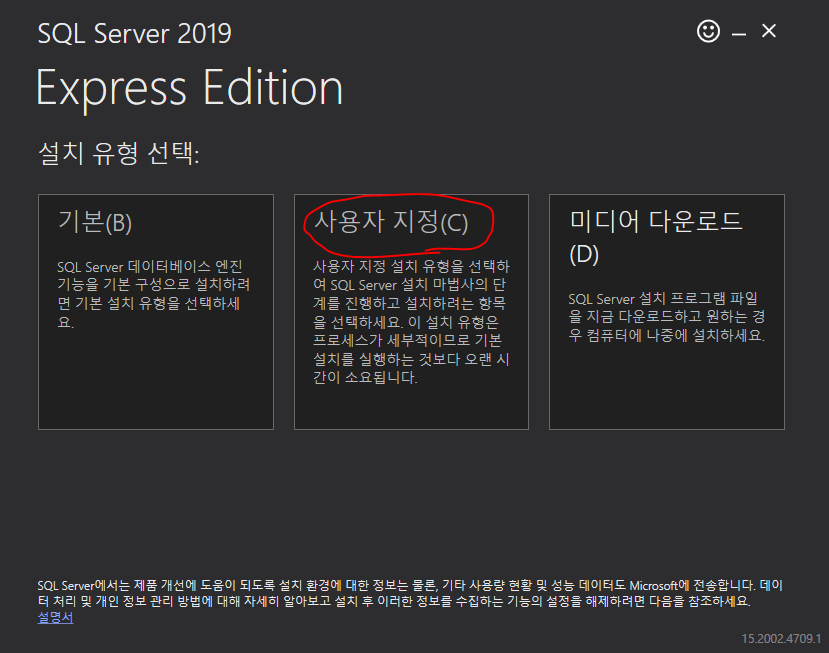 SQL Server 2019
Express Edition
설치 유형 선택:
기본(B)
SQL Server 데이터베이스 엔진
기능을 기본 구성으로 설치하려
면 기본 설치 유형을 선택하세
요.
사용자 지정(C)
사용자 지정 설치 유형을 선택하
여 SQL Server 설치 마법사의 단
계를 진행하고 설치하려는 항목
을 선택하세요. 이 설치 유형은
프로세스가 세부적이므로 기본
설치를 실행하는 것보다 오랜 시
간이 소요됩니다.
미디어 다운로드
(D)
SQL Server 설치 프로그램 파일
을 지금 다운로드하고 원하는 경
우 컴퓨터에 나중에 설치하세요.
SQL Server에서는 제품 개선에 도움이 되도록 설치 환경에 대한 정보는 물론, 기타 사용량 현황 및 성능 데이터도 Microsoft에 전송합니다. 데이
터 처리 및 개인 정보 관리 방법에 대해 자세히 알아보고 설치 후 이러한 정보를 수집하는 기능의 설정을 해제하려면 다음을 참조하세요.
설명서
15.2002.4709.1